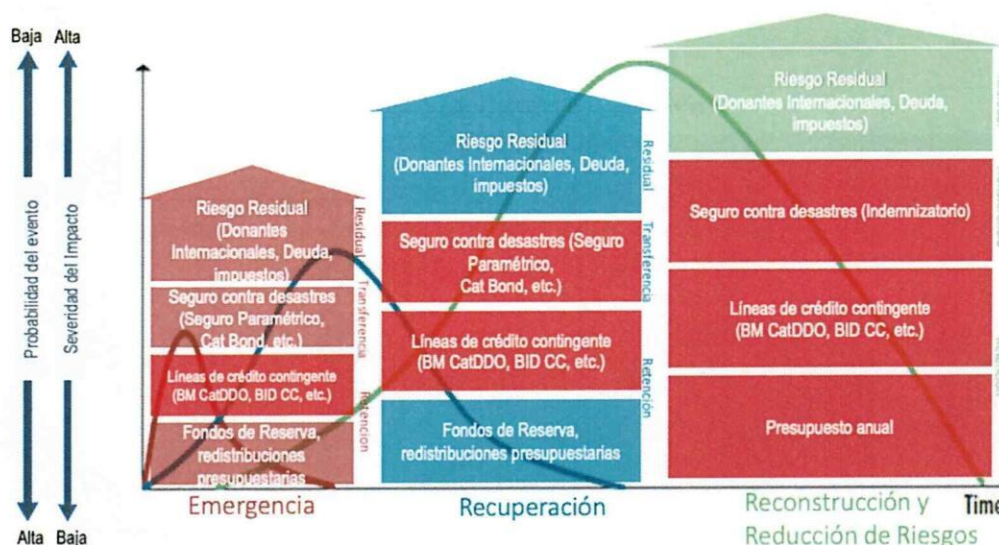 Baja Alta
Probabilidad del evento
Severidad del Impacto
Alta Baja
Riesgo Residual
(Donantes
Internacionales, Deuda,
impuestos)
Seguro contra desastres
(Seguro Paramétrico,
Cat Bond, etc.)
Líneas de crédito contingente
(BM CatDDO, BID CC, etc.)
Fondos de Reserva,
redistribuciones
presupuestarias
Residual
Transferencia
Retencion
Emergencia
Riesgo Residual
(Donantes Internacionales, Deuda,
impuestos)
Seguro contra desastres (Seguro
Paramétrico,
Cat Bond, etc.)
Líneas de crédito contingente
(BM CatDDO, BID CC, etc.)
Fondos de Reserva,
redistribuciones presupuestarias
Residual
Transferencia
Retención
Recuperación
Riesgo Residual
(Donantes Internacionales, Deuda,
impuestos)
Seguro contra desastres (Indemnizatorio)
Líneas de crédito contingente
(BM CatDDO, BID CC, etc.)
Presupuesto anual
Reconstrucción y
Reducción de Riesgos
Time